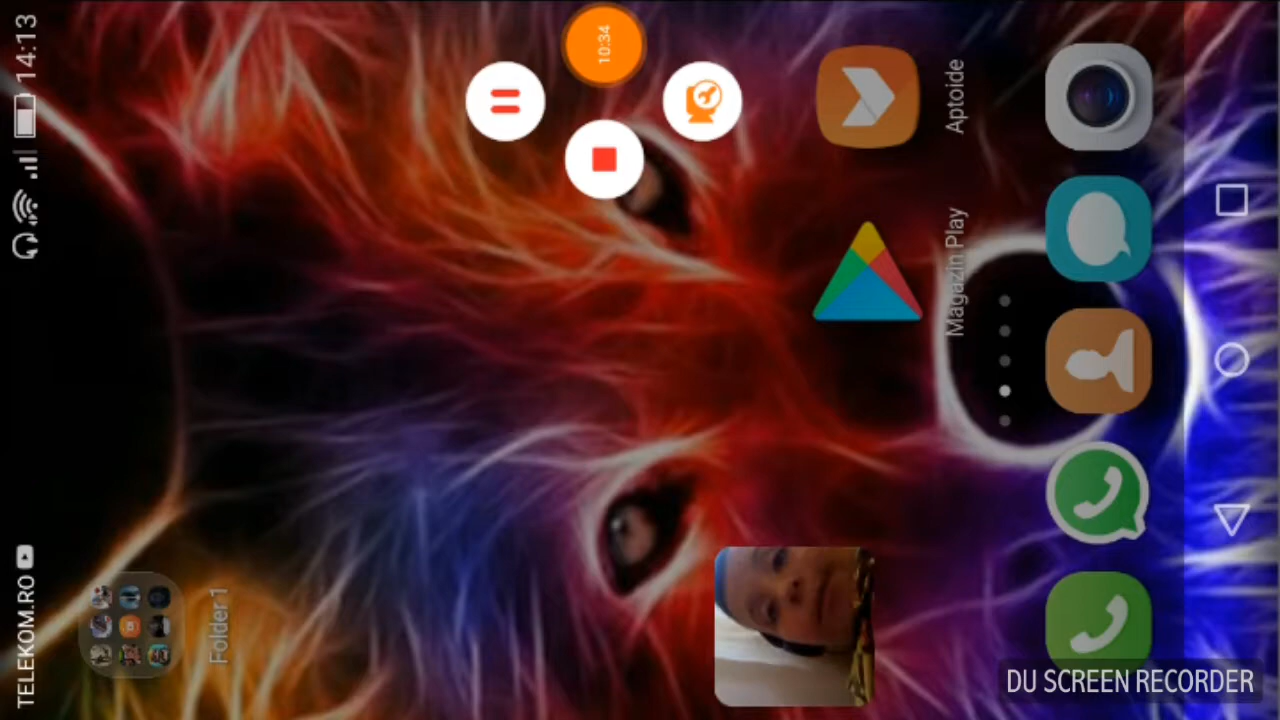 TELEKOM.RO
14:13
10:34
Folder 1
Magazin Play
Aptoide
DU SCREEN RECORDER